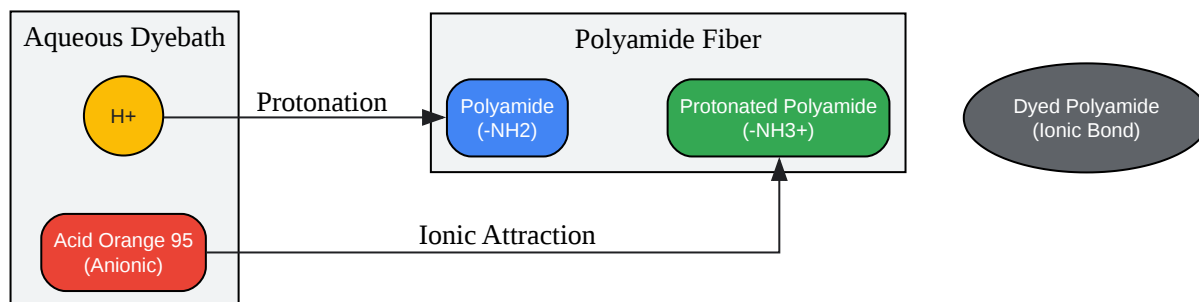 Aqueous Dyebath
H+
Acid Orange 95
(Anionic)
Protonation
Ionic Attraction
Polyamide Fiber
Polyamide
(-NH2)
Protonated Polyamide
(-NH3+)
Dyed Polyamide
(Ionic Bond)